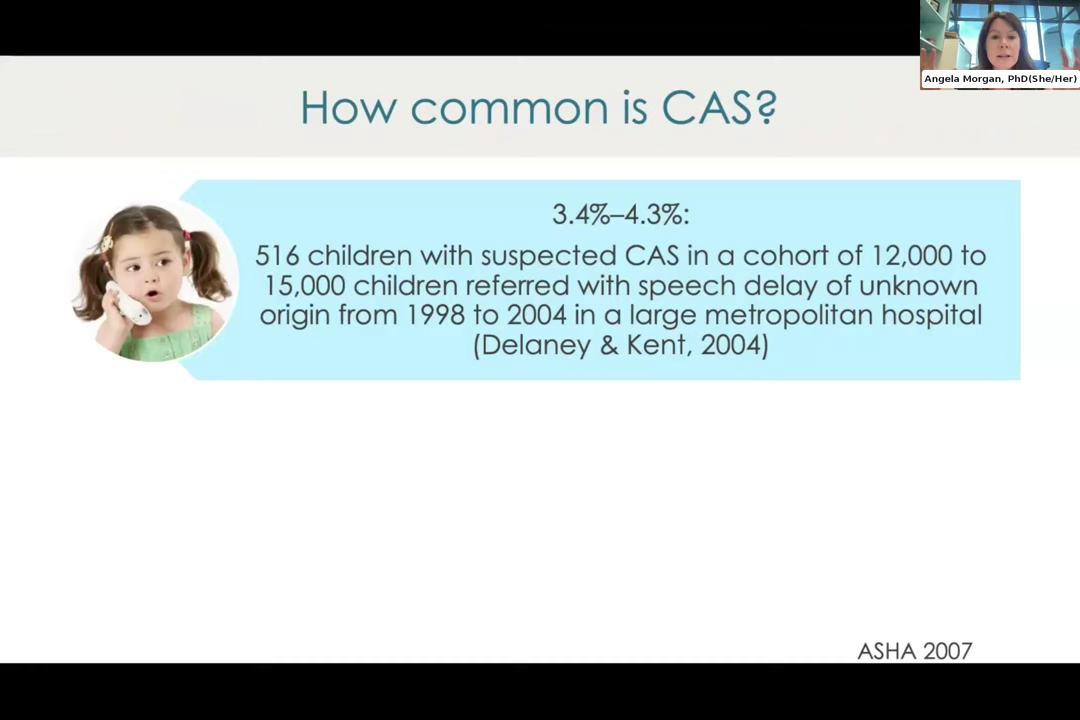 Angela Morgan, PhD(She/Her)
How common is CAS?
3.4%–4.3%:
516 children with suspected CAS in a cohort of 12,000 to
15,000 children referred with speech delay of unknown
origin from 1998 to 2004 in a large metropolitan hospital
(Delaney & Kent, 2004)
ASHA 2007